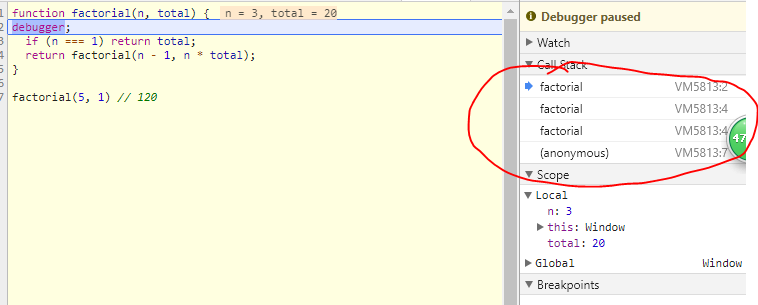 1 function factorial(n, total) { n = 3, total = 20
2 debugger;
3 if (n === 1) return total;
4 return factorial(n - 1, n * total);
5 }
7 factorial(5, 1) // 120
Debugger paused
Watch
Call Stack
factorial VM5813:2
factorial VM5813:4
factorial VM5813:4
47
(anonymous) VM5813:7
Scope
Local
n: 3
this: Window
total: 20
Global Window
Breakpoints